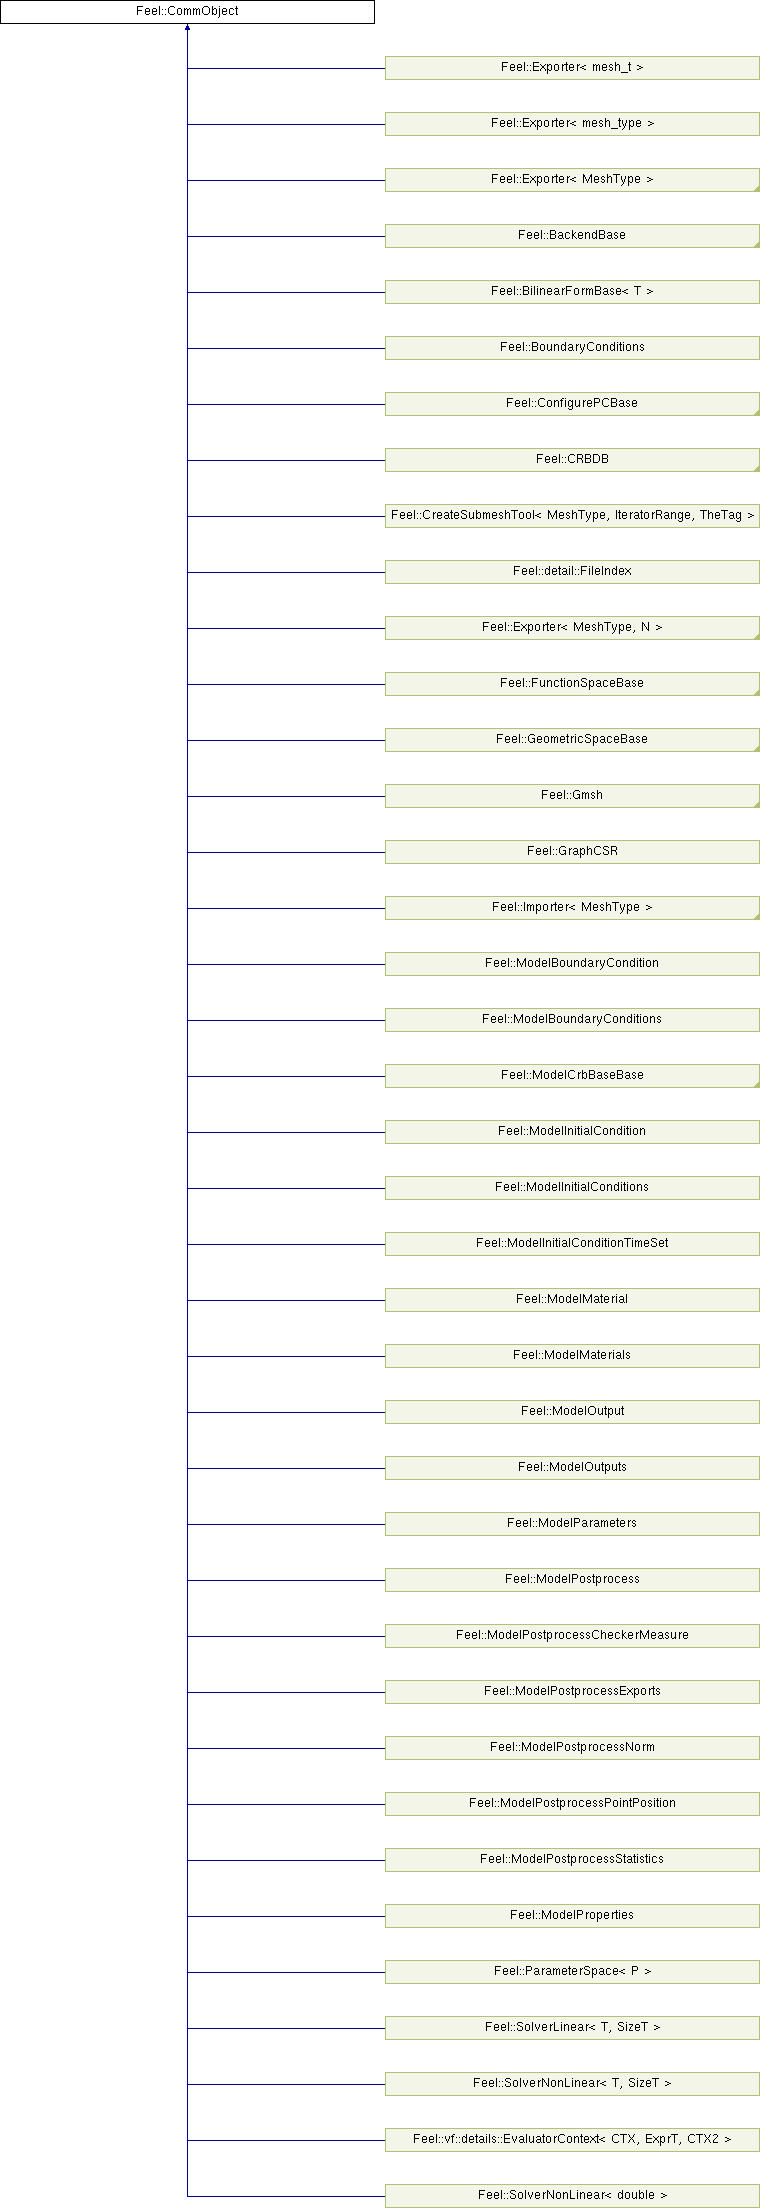 Feel::CommObject
Feel::Exporter< mesh_t >
Feel::Exporter< mesh_type >
Feel::Exporter< MeshType >
Feel::BackendBase
Feel::BilinearFormBase< T >
Feel::BoundaryConditions
Feel::ConfigurePCBase
Feel::CRBDB
Feel::CreateSubmeshTool< MeshType, IteratorRange, TheTag >
Feel::detail::FileIndex
Feel::Exporter< MeshType, N >
Feel::FunctionSpaceBase
Feel::GeometricSpaceBase
Feel::Gmsh
Feel::GraphCSR
Feel::Importer< MeshType >
Feel::ModelBoundaryCondition
Feel::ModelBoundaryConditions
Feel::ModelCrbBaseBase
Feel::ModelInitialCondition
Feel::ModelInitialConditions
Feel::ModelInitialConditionTimeSet
Feel::ModelMaterial
Feel::ModelMaterials
Feel::ModelOutput
Feel::ModelOutputs
Feel::ModelParameters
Feel::ModelPostprocess
Feel::ModelPostprocessCheckerMeasure
Feel::ModelPostprocessExports
Feel::ModelPostprocessNorm
Feel::ModelPostprocessPointPosition
Feel::ModelPostprocessStatistics
Feel::ModelProperties
Feel::ParameterSpace< P >
Feel::SolverLinear< T, SizeT >
Feel::SolverNonLinear< T, SizeT >
Feel::vf::details::EvaluatorContext< CTX, ExprT, CTX2 >
Feel::SolverNonLinear< double >